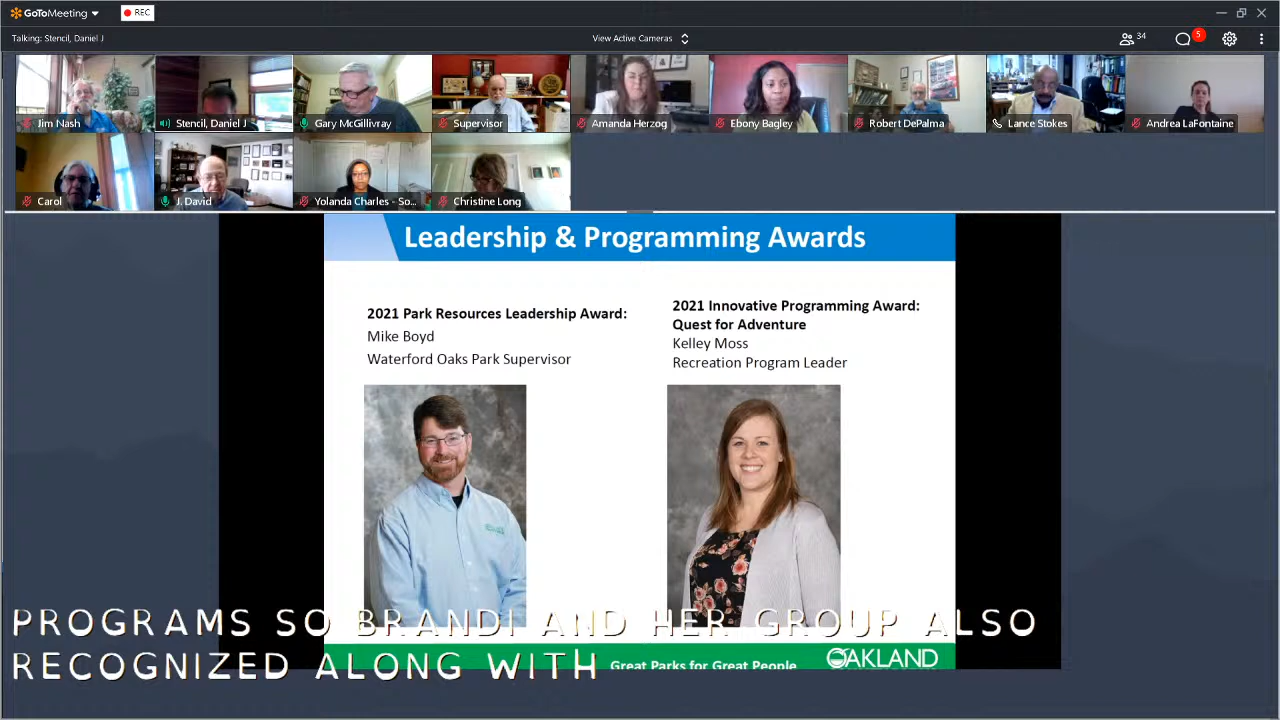 GoToMeeting
REC
Talking: Stencil, Daniel J
View Active Cameras
34
5
Jim Nash
Stencil, Daniel J
Gary McGillivray
Supervisor
Amanda Herzog
Ebony Bagley
Robert DePalma
Lance Stokes
Andrea LaFontaine
Carol
J. David
Yolanda Charles - So...
Christine Long
Leadership & Programming Awards
2021 Park Resources Leadership Award:
Mike Boyd
Waterford Oaks Park Supervisor
2021 Innovative Programming Award:
Quest for Adventure
Kelley Moss
Recreation Program Leader
PROGRAMS SO BRANDI AND HER GROUP ALSO
RECOGNIZED ALONG WITH
Great Parks for Great People
OAKLAND